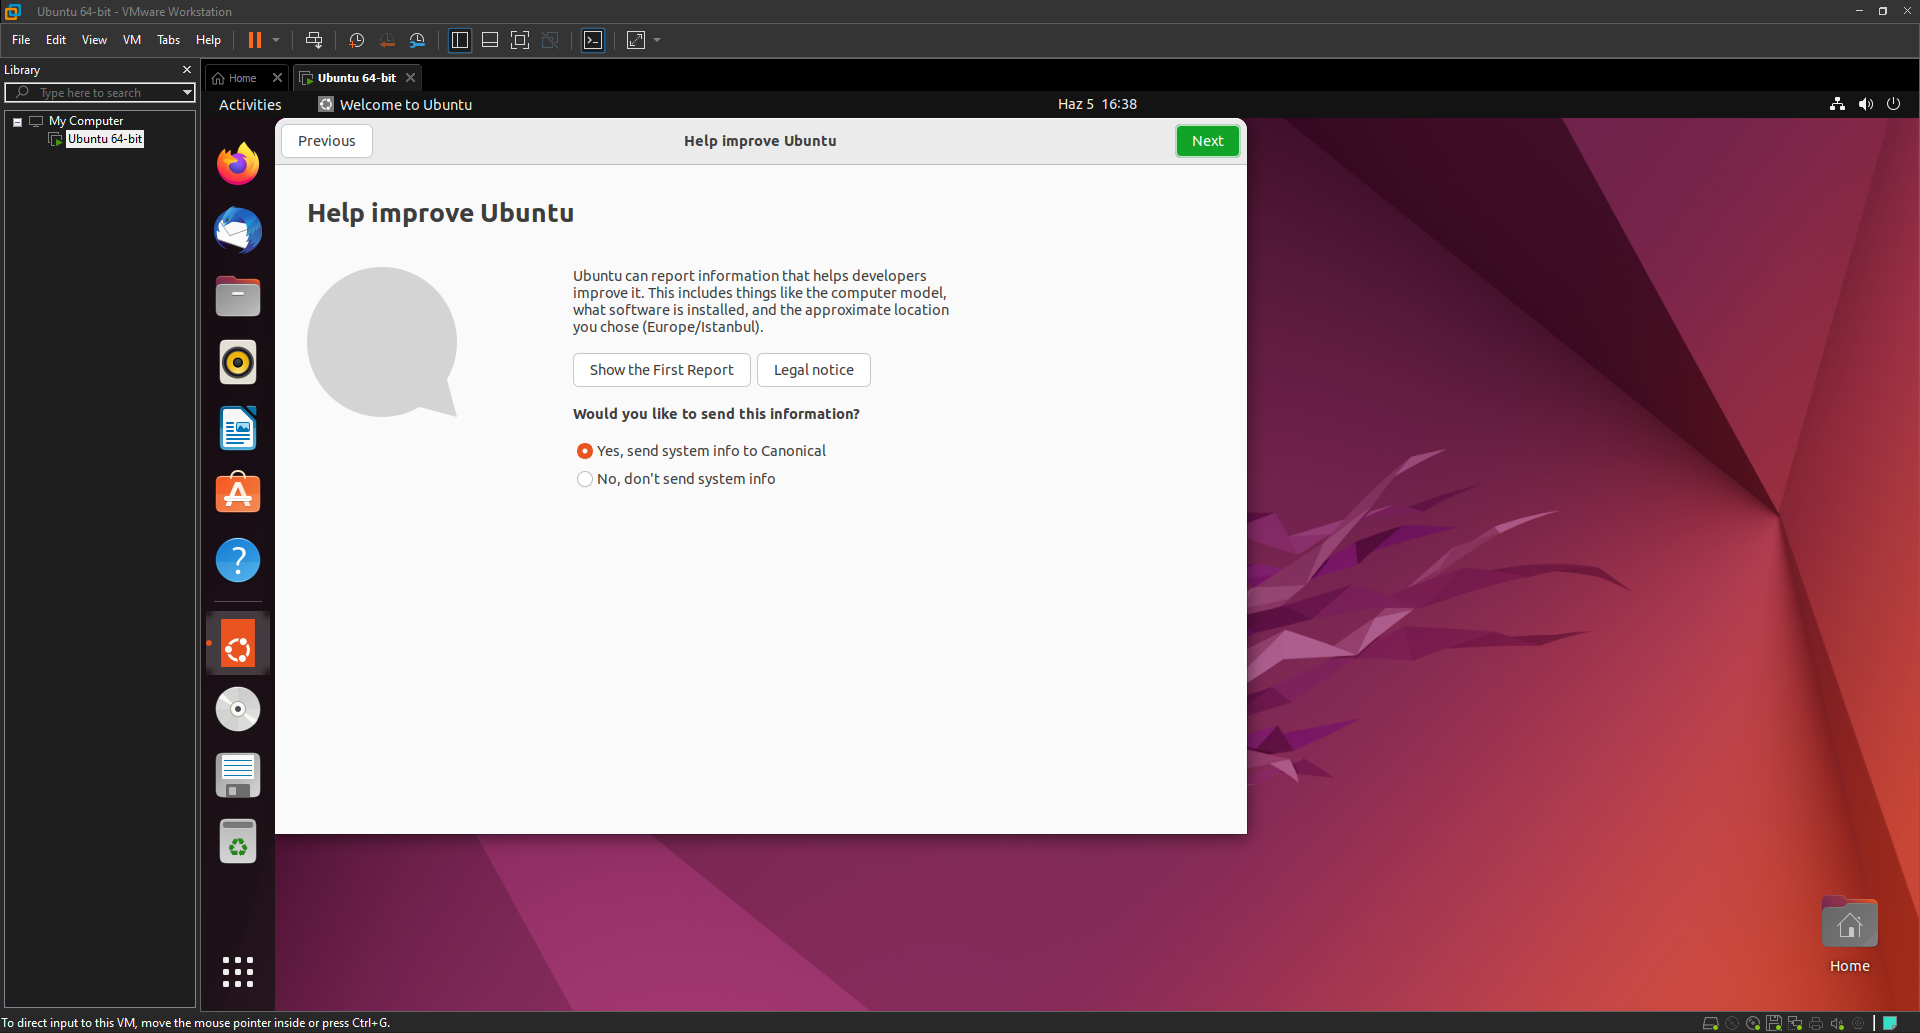 Ubuntu 64-bit - VMware Workstation
File Edit View VM Tabs Help
Library
Type here to search
My Computer
Ubuntu 64-bit
Home
Ubuntu 64-bit
Activities
Welcome to Ubuntu
Haz 5 16:38
Previous
Help improve Ubuntu
Next
Help improve Ubuntu
Ubuntu can report information that helps developers
improve it. This includes things like the computer model,
what software is installed, and the approximate location
you chose (Europe/Istanbul).
Show the First Report
Legal notice
Would you like to send this information?
Yes, send system info to Canonical
No, don't send system info
Home
To direct input to this VM, move the mouse pointer inside or press Ctrl+G.